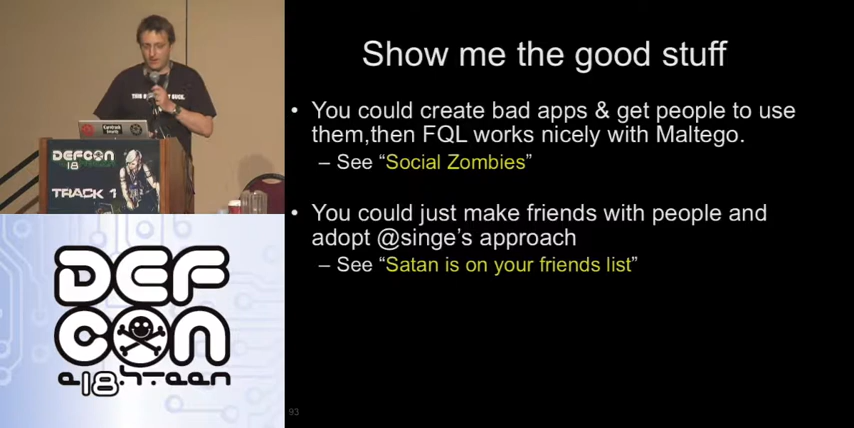 Show me the good stuff
• You could create bad apps & get people to use
them,then FQL works nicely with Maltego.
– See “Social Zombies”
• You could just make friends with people and
adopt @singe’s approach
– See “Satan is on your friends list”
93
DEFCON
18
TRACK 1
DEF
CON
e18h-teen